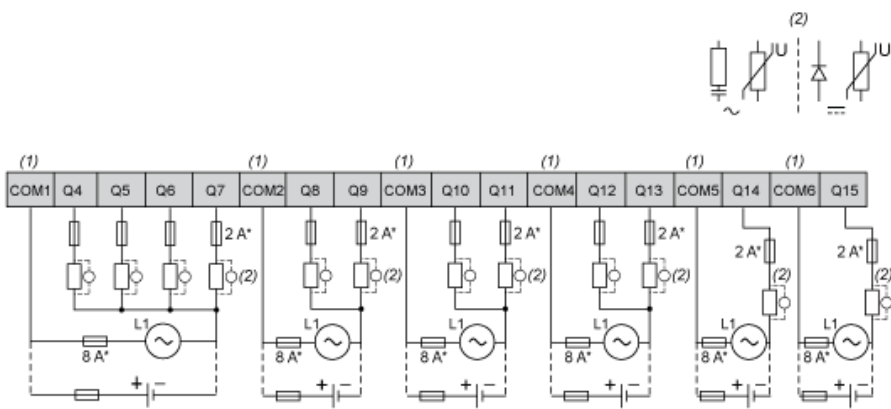 (2)
IU IU
~
(1) (1) (1) (1) (1) (1)
COM1 Q4 Q5 Q6 Q7 COM2 Q8 Q9 COM3 Q10 Q11 COM4 Q12 Q13 COM5 Q14 COM6 Q15
2 A* 2 A* 2 A* 2 A*
2 A* 2 A*
(2) (2) (2) (2) (2) (2)
L1 L1 L1 L1 L1 L1
8 A* 8 A* 8 A* 8 A* 8 A* 8 A*
+ − + − + − + − + − + −